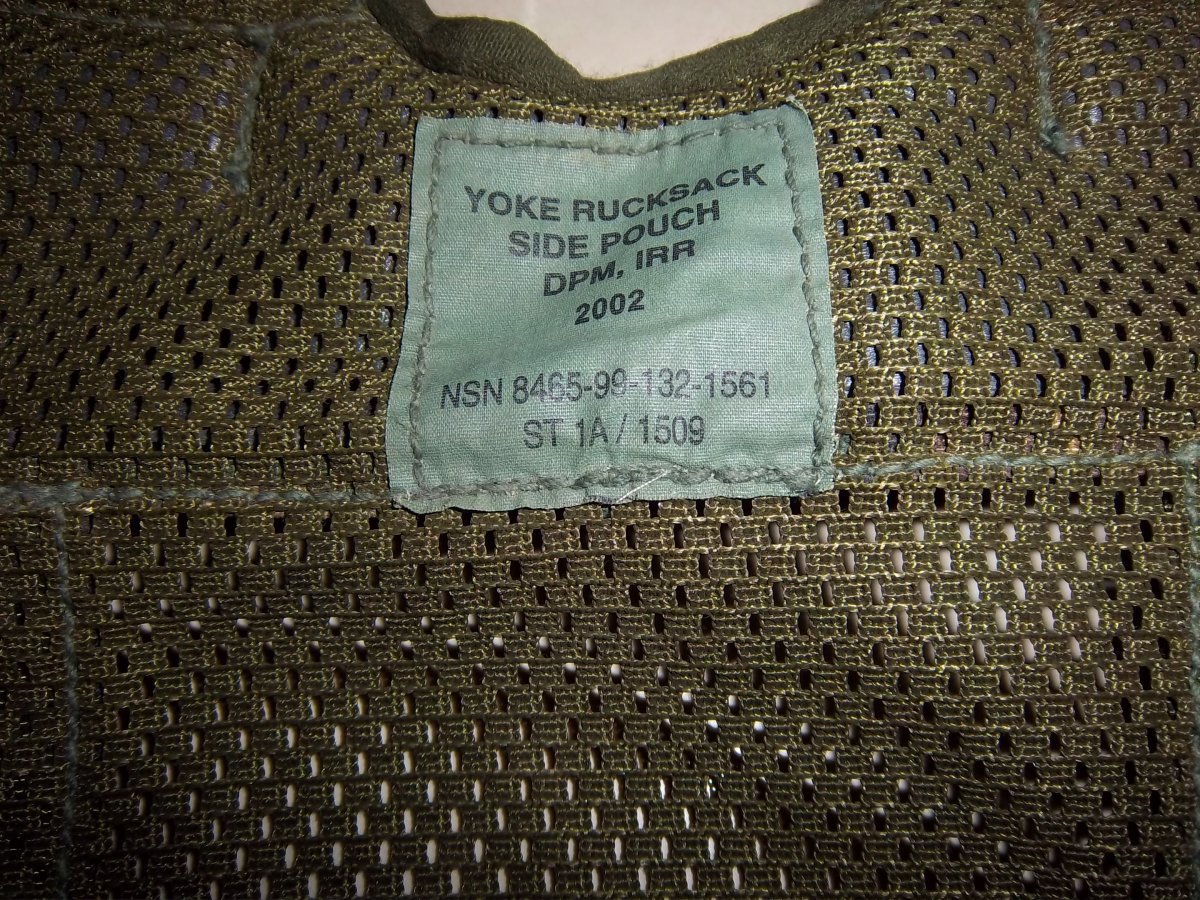 YOKE RUCKSACK
SIDE POUCH
DPM, IRR
2002
NSN 8465-99-132-1561
ST 1A / 1509